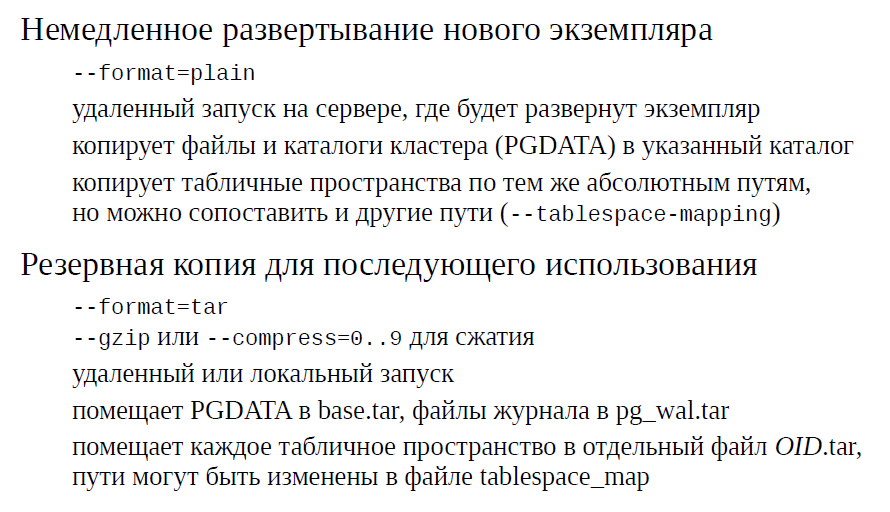 Немедленное развертывание нового экземпляра
--format=plain
удаленный запуск на сервере, где будет развернут экземпляр
копирует файлы и каталоги кластера (PGDATA) в указанный каталог
копирует табличные пространства по тем же абсолютным путям,
но можно сопоставить и другие пути (--tablespace-mapping)
Резервная копия для последующего использования
--format=tar
--gzip или --compress=0..9 для сжатия
удаленный или локальный запуск
помещает PGDATA в base.tar, файлы журнала в pg_wal.tar
помещает каждое табличное пространство в отдельный файл OID.tar,
пути могут быть изменены в файле tablespace_map